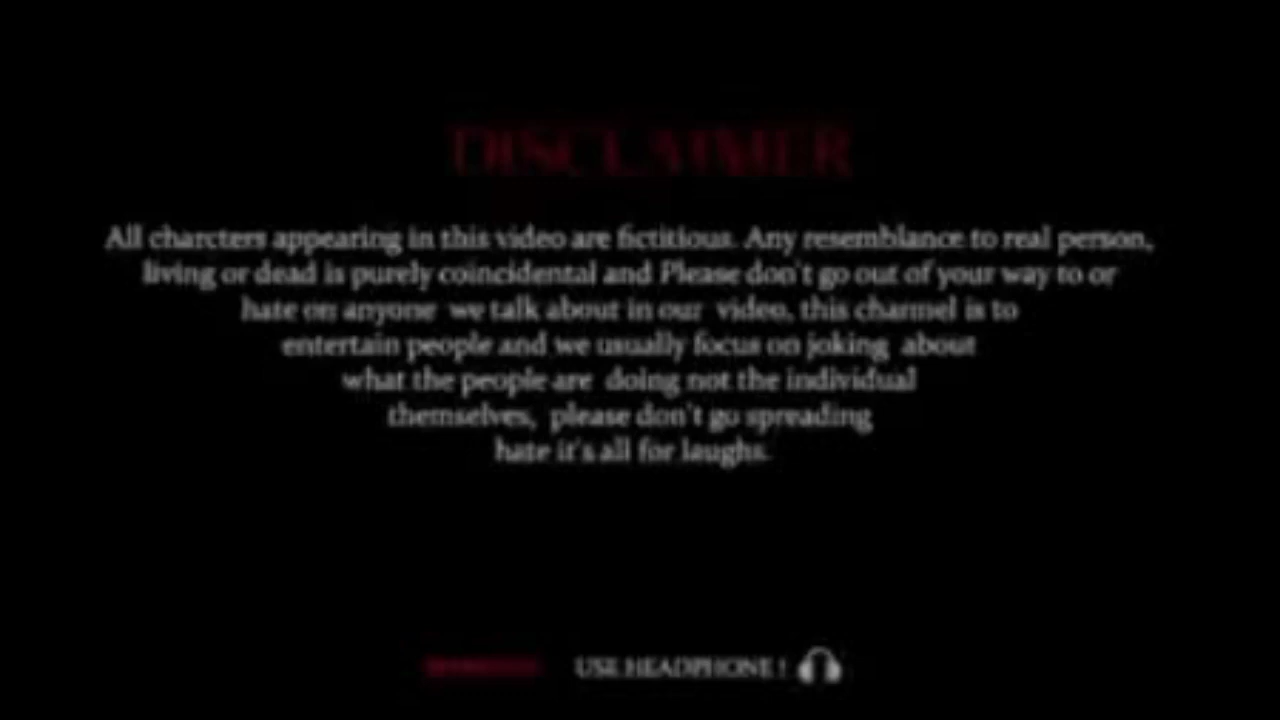 DISCLAIMER
All charcters appearing in this video are fictitious. Any resemblance to real person,
living or dead is purely coincidental and Please don't go out of your way to or
hate on anyone we talk about in our video, this channel is to
entertain people and we usually focus on joking about
what the people are doing not the individual
themselves, please don't go spreading
hate it's all for laughs.
USE HEADPHONE !